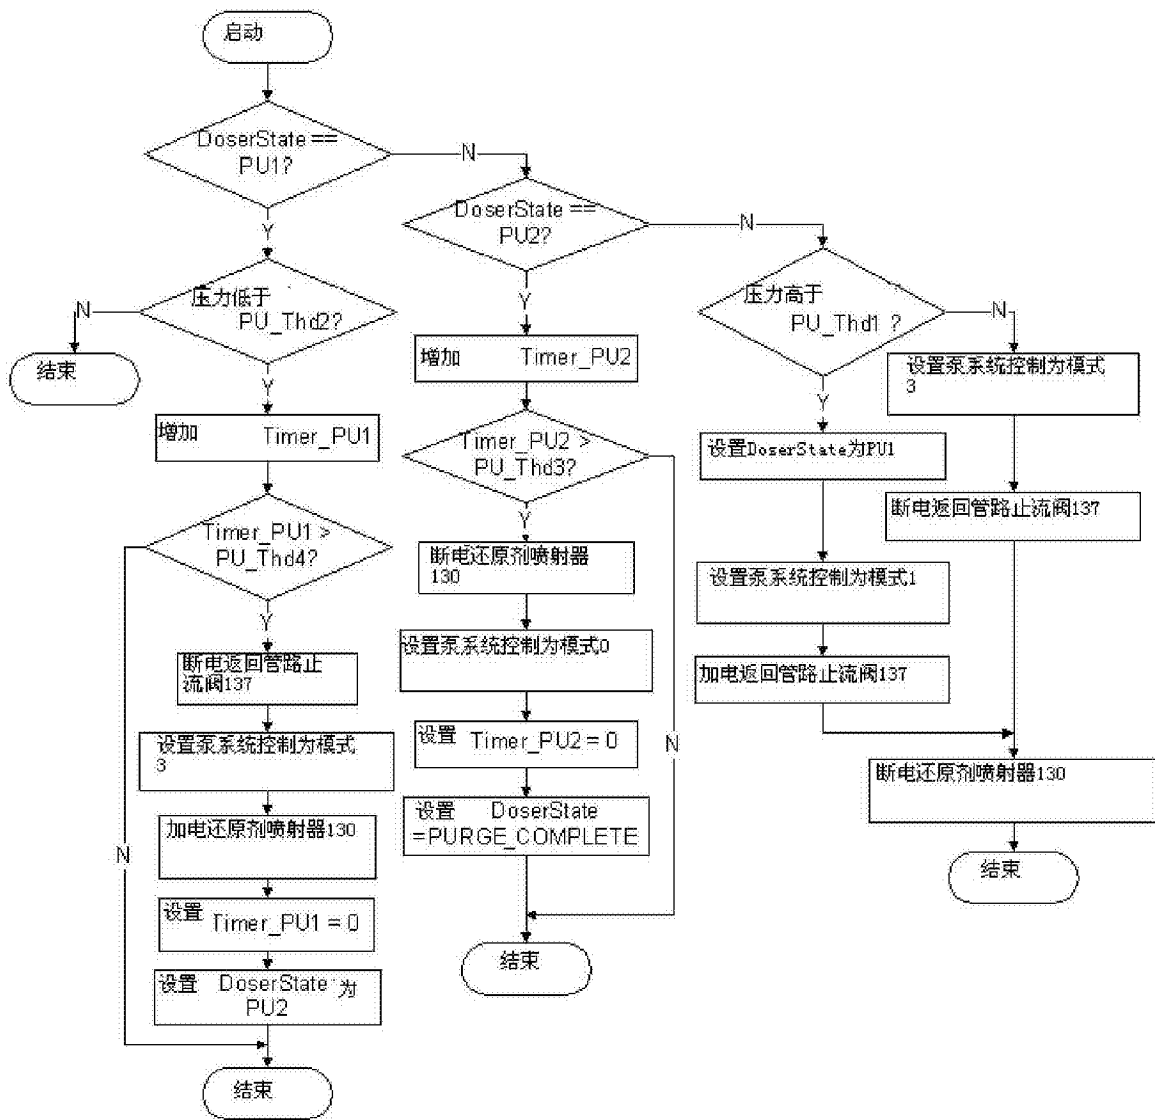 启动
DoserState ==
PU1?
N
Y
DoserState ==
PU2?
N
Y
压力低于
PU_Thd2?
N
Y
结束
增加 Timer_PU1
Timer_PU1 >
PU_Thd4?
N
Y
断电返回管路止
流阀137
设置泵系统控制为模式
3
加电还原剂喷射器130
设置 Timer_PU1 = 0
设置 DoserState 为
PU2
结束
增加 Timer_PU2
Timer_PU2 >
PU_Thd3?
N
Y
断电还原剂喷射器
130
设置泵系统控制为模式0
设置 Timer_PU2 = 0
设置 DoserState
=PURGE_COMPLETE
结束
压力高于
PU_Thd1 ?
N
Y
设置DoserState为PU1
设置泵系统控制为模式1
加电返回管路止流阀137
设置泵系统控制为模式
3
断电返回管路止流阀137
断电还原剂喷射器130
结束